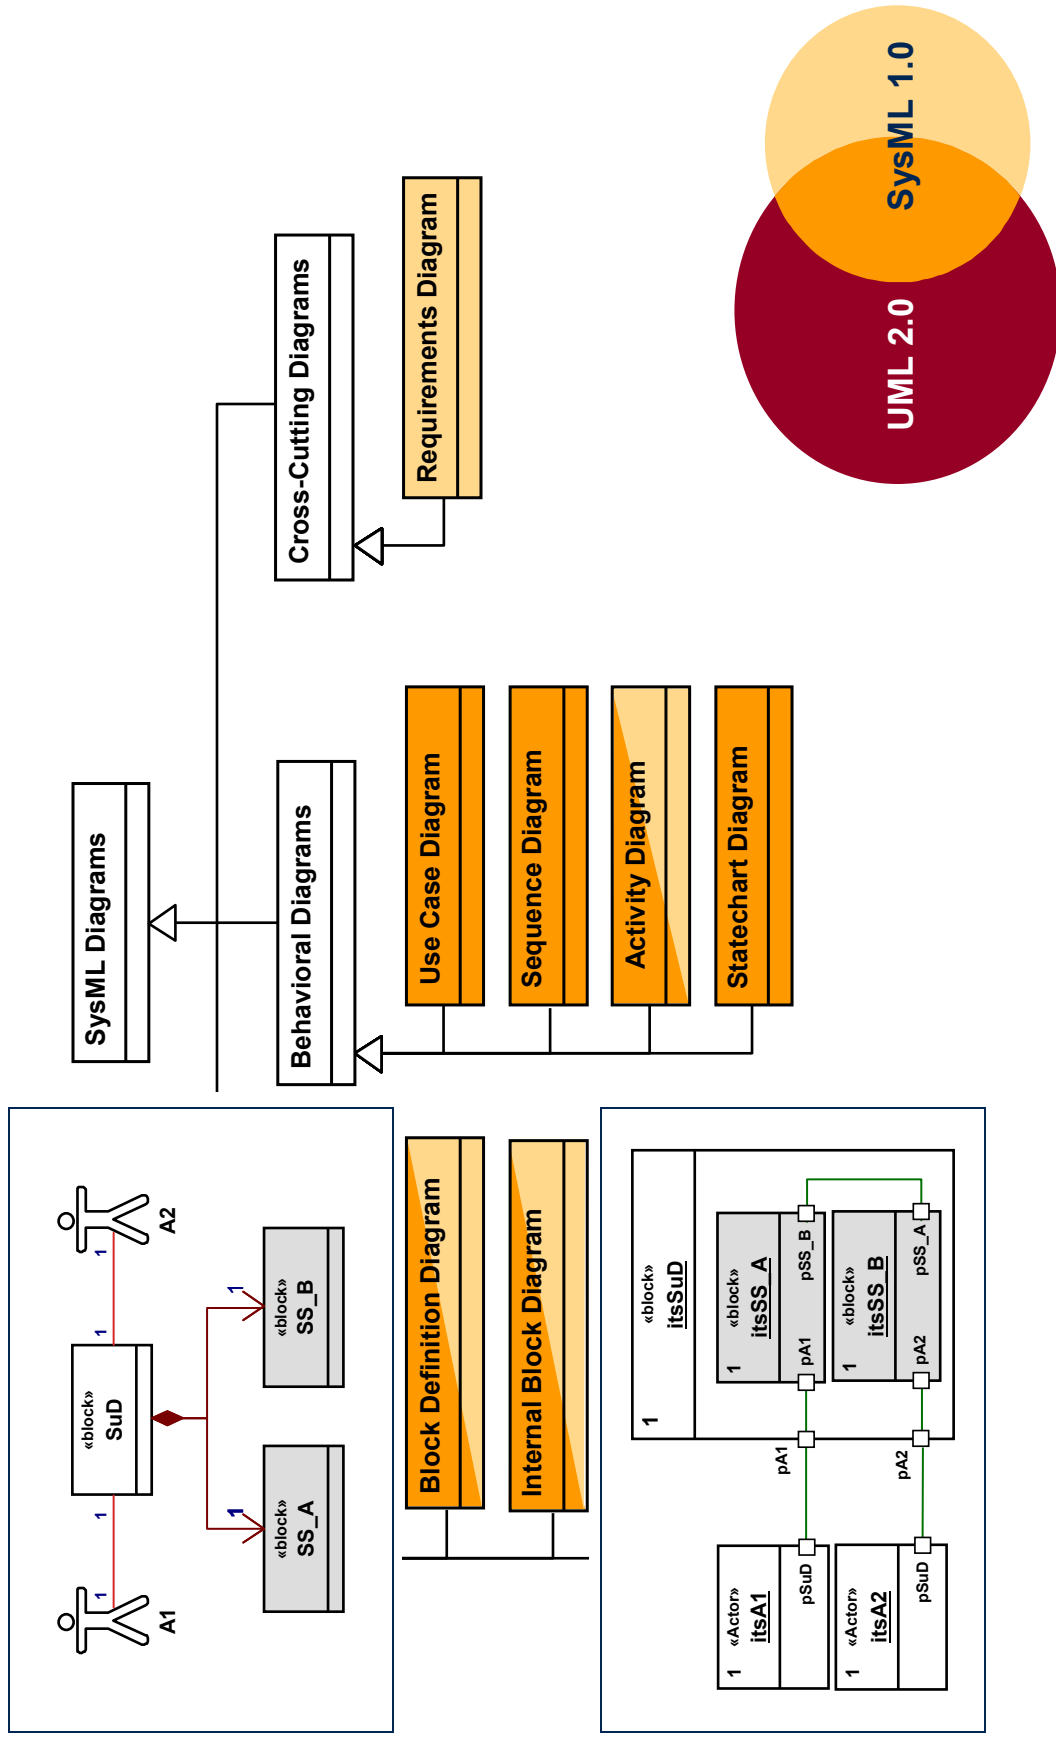 SysML Diagrams
Behavioral Diagrams
Cross-Cutting Diagrams
Use Case Diagram
Sequence Diagram
Activity Diagram
Statechart Diagram
Requirements Diagram
Block Definition Diagram
Internal Block Diagram
A1
1
1
«block»
SuD
1
1
A2
1
«block»
SS_A
1
«block»
SS_B
1
«Actor»
itsA1
pSuD
1
«Actor»
itsA2
pSuD
1
«block»
itsSuD
pA1
pA2
1
«block»
itsSS_A
pA1
pSS_B
1
«block»
itsSS_B
pA2
pSS_A
UML 2.0
SysML 1.0